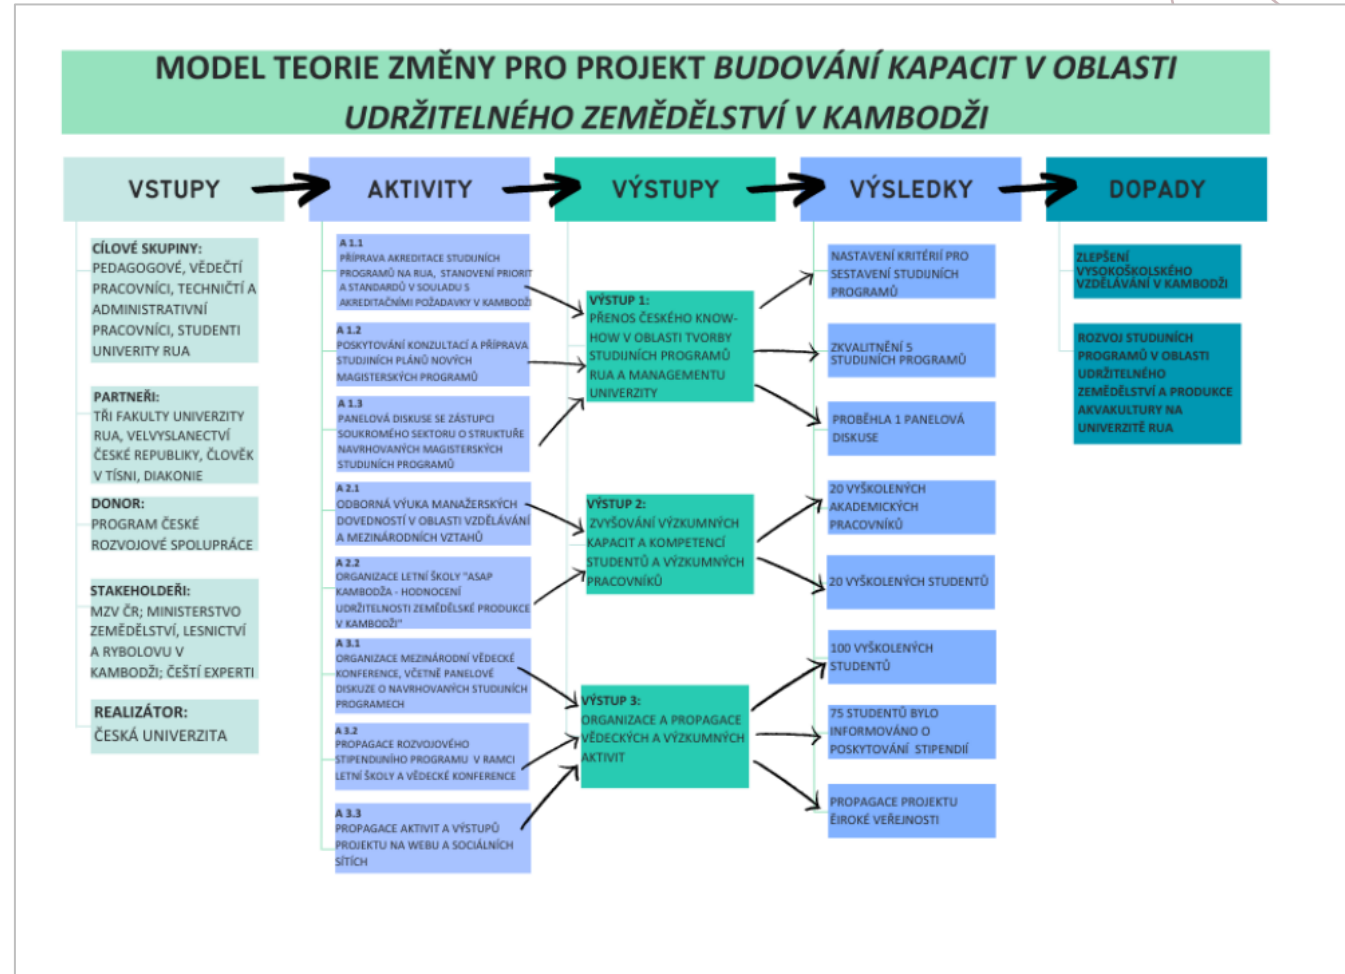 MODEL TEORIE ZMĚNY PRO PROJEKT BUDOVÁNÍ KAPACIT V OBLASTI
UDRŽITELNÉHO ZEMĚDĚLSTVÍ V KAMBODŽI
VSTUPY
CÍLOVÉ SKUPINY:
PEDAGOGOVÉ, VĚDEČTÍ
PRACOVNÍCI, TECHNIČTÍ A
ADMINISTRATIVNÍ
PRACOVNÍCI, STUDENTI
UNIVERITY RUA
PARTNEŘI:
TŘI FAKULTY UNIVERZITY
RUA, VELVYSLANECTVÍ
ČESKÉ REPUBLIKY, ČLOVĚK
V TÍSNI, DIAKONIE
DONOR:
PROGRAM ČESKÉ
ROZVOJOVÉ SPOLUPRÁCE
STAKEHOLDEŘI:
MZV ČR; MINISTERSTVO
ZEMĚDĚLSTVÍ, LESNICTVÍ
A RYBOLOVU V
KAMBODŽI; ČEŠTÍ EXPERTI
REALIZÁTOR:
ČESKÁ UNIVERZITA
AKTIVITY
A 1.1
PŘÍPRAVA AKREDITACE STUDIJNÍCH
PROGRAMŮ NA RUA, STANOVENÍ PRIORIT
A STANDARDŮ V SOULADU S
AKREDITAČNÍMI POŽADAVKY V KAMBODŽI
A 1.2
POSKYTOVÁNÍ KONZULTACÍ A PŘÍPRAVA
STUDIJNÍCH PLÁNŮ NOVÝCH
MAGISTERSKÝCH PROGRAMŮ
A 1.3
PANELOVÁ DISKUSE SE ZÁSTUPCI
SOUKROMÉHO SEKTORU O STRUKTUŘE
NAVRHOVANÝCH MAGISTERSKÝCH
STUDIJNÍCH PROGRAMŮ
A 2.1
ODBORNÁ VÝUKA MANAŽERSKÝCH
DOVEDNOSTÍ V OBLASTI VZDĚLÁVÁNÍ
A MEZINÁRODNÍCH VZTAHŮ
A 2.2
ORGANIZACE LETNÍ ŠKOLY "ASAP
KAMBODŽA - HODNOCENÍ
UDRŽITELNOSTI ZEMĚDĚLSKÉ PRODUKCE
V KAMBODŽI"
A 3.1
ORGANIZACE MEZINÁRODNÍ VĚDECKÉ
KONFERENCE, VČETNĚ PANELOVÉ
DISKUZE O NAVRHOVANÝCH STUDIJNÍCH
PROGRAMECH
A 3.2
PROPAGACE ROZVOJOVÉHO
STIPENDIJNÍHO PROGRAMU V RAMCI
LETNÍ ŠKOLY A VĚDECKÉ KONFERENCE
A 3.3
PROPAGACE AKTIVIT A VÝSTUPŮ
PROJEKTU NA WEBU A SOCIÁLNÍCH
SÍTÍCH
VÝSTUPY
VÝSTUP 1:
PŘENOS ČESKÉHO KNOW-
HOW V OBLASTI TVORBY
STUDIJNÍCH PROGRAMŮ
RUA A MANAGEMENTU
UNIVERZITY
VÝSTUP 2:
ZVYŠOVÁNÍ VÝZKUMNÝCH
KAPACIT A KOMPETENCÍ
STUDENTŮ A VÝZKUMNÝCH
PRACOVNÍKŮ
VÝSTUP 3:
ORGANIZACE A PROPAGACE
VĚDECKÝCH A VÝZKUMNÝCH
AKTIVIT
VÝSLEDKY
NASTAVENÍ KRITÉRIÍ PRO
SESTAVENÍ STUDIJNÍCH
PROGRAMŮ
ZKVALITNĚNÍ 5
STUDIJNÍCH PROGRAMŮ
PROBĚHLA 1 PANELOVÁ
DISKUSE
20 VYŠKOLENÝCH
AKADEMICKÝCH
PRACOVNÍKŮ
20 VYŠKOLENÝCH STUDENTŮ
100 VYŠKOLENÝCH
STUDENTŮ
75 STUDENTŮ BYLO
INFORMOVÁNO O
POSKYTOVÁNÍ STIPENDIÍ
PROPAGACE PROJEKTU
ĚIROKÉ VEŘEJNOSTI
DOPADY
ZLEPŠENÍ
VYSOKOŠKOLSKÉHO
VZDĚLÁVÁNÍ V KAMBODŽI
ROZVOJ STUDIJNÍCH
PROGRAMŮ V OBLASTI
UDRŽITELNÉHO
ZEMĚDĚLSTVÍ A PRODUKCE
AKVAKULTURY NA
UNIVERZITĚ RUA